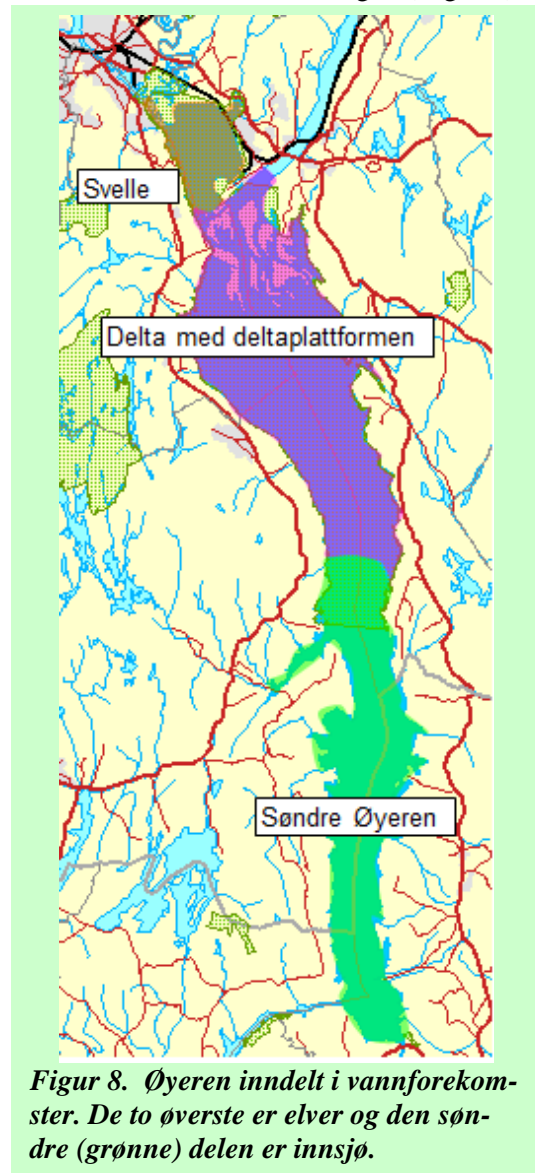 Svelle
Delta med deltaplattformen
Søndre Øyeren
Figur 8. Øyeren inndelt i vannforekom-
ster. De to øverste er elver og den søn-
dre (grønne) delen er innsjø.